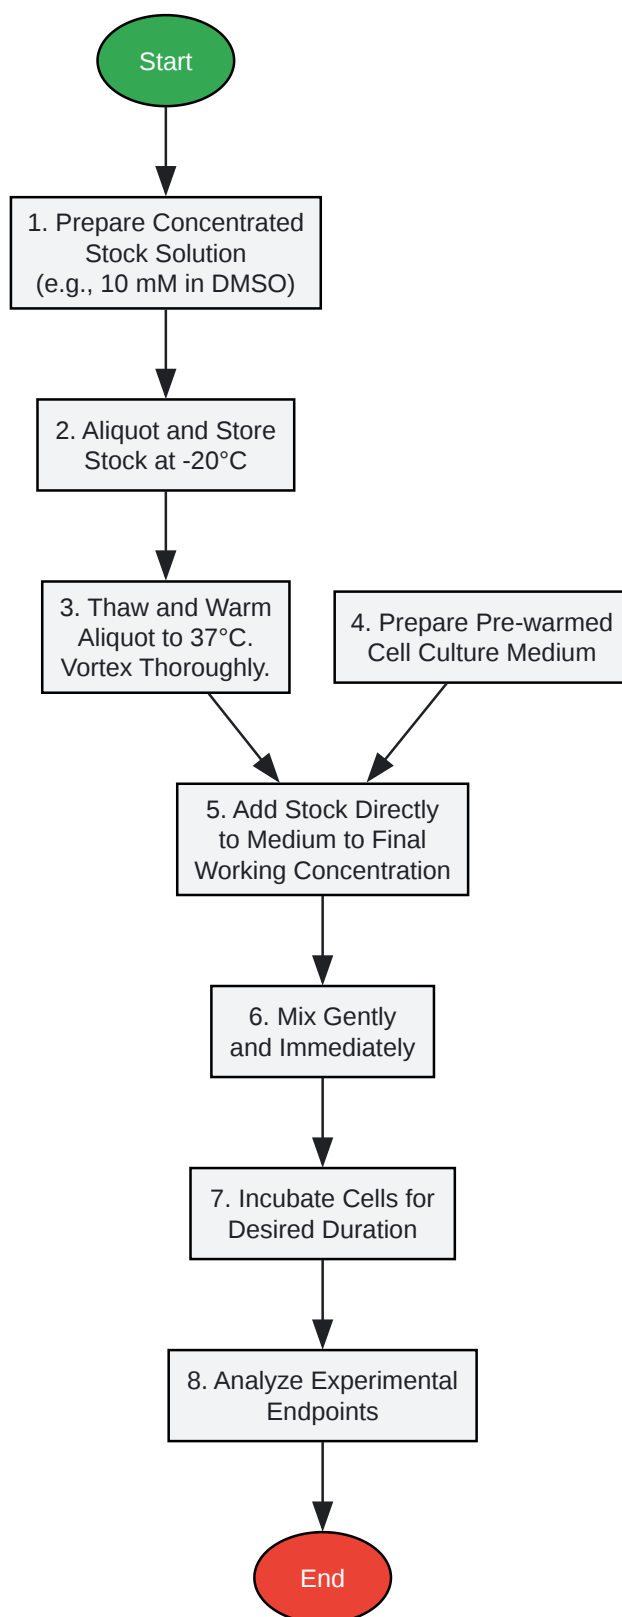 Start
1. Prepare Concentrated
Stock Solution
(e.g., 10 mM in DMSO)
2. Aliquot and Store
Stock at -20°C
3. Thaw and Warm
Aliquot to 37°C.
Vortex Thoroughly.
4. Prepare Pre-warmed
Cell Culture Medium
5. Add Stock Directly
to Medium to Final
Working Concentration
6. Mix Gently
and Immediately
7. Incubate Cells for
Desired Duration
8. Analyze Experimental
Endpoints
End